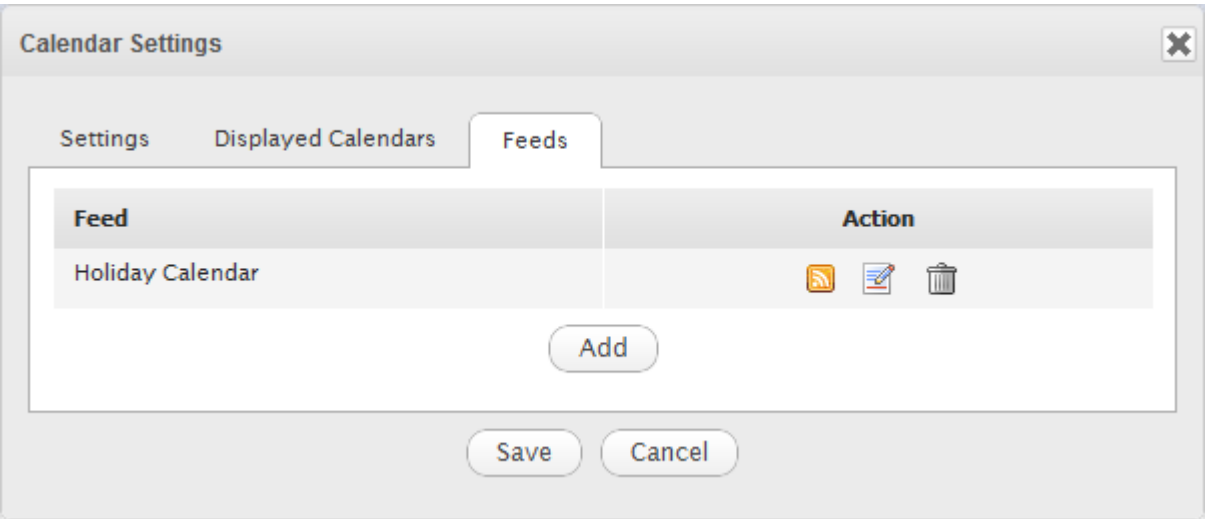 Calendar Settings
Settings Displayed Calendars Feeds
Feed Action
Holiday Calendar
Add
Save Cancel